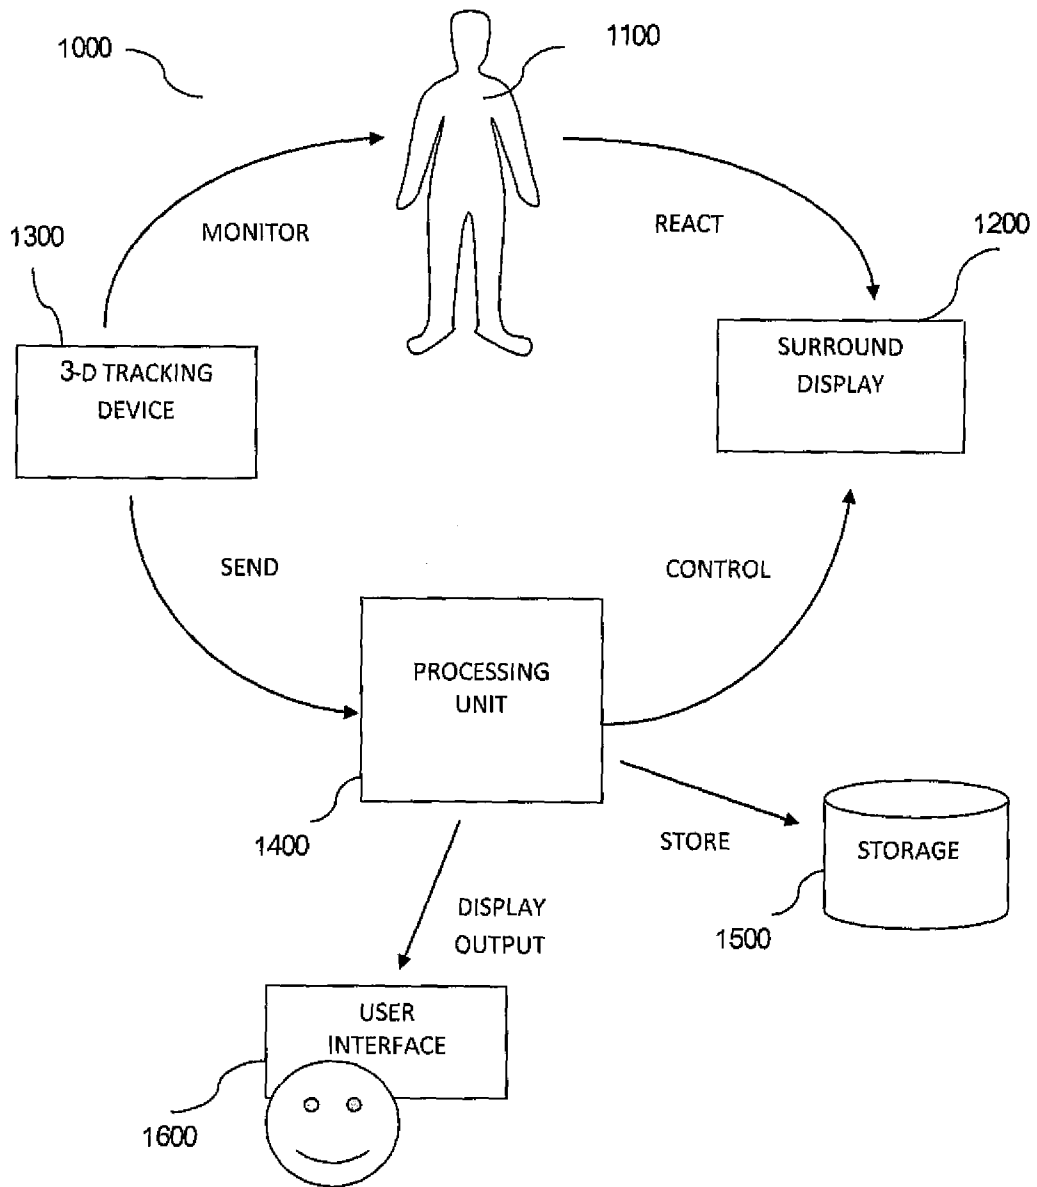 1000
1100
MONITOR
REACT
1300
1200
3-D TRACKING
DEVICE
SURROUND
DISPLAY
SEND
CONTROL
PROCESSING
UNIT
1400
STORE
STORAGE
1500
DISPLAY
OUTPUT
USER
INTERFACE
1600